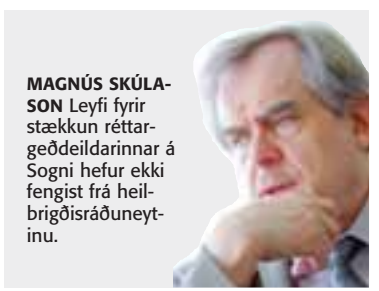 MAGNÚS SKÚLA-
SON Leyfi fyrir
stækkun réttar-
geðdeildarinnar á
Sogni hefur ekki
fengist frá heil-
brigðisráðuneyt-
inu.